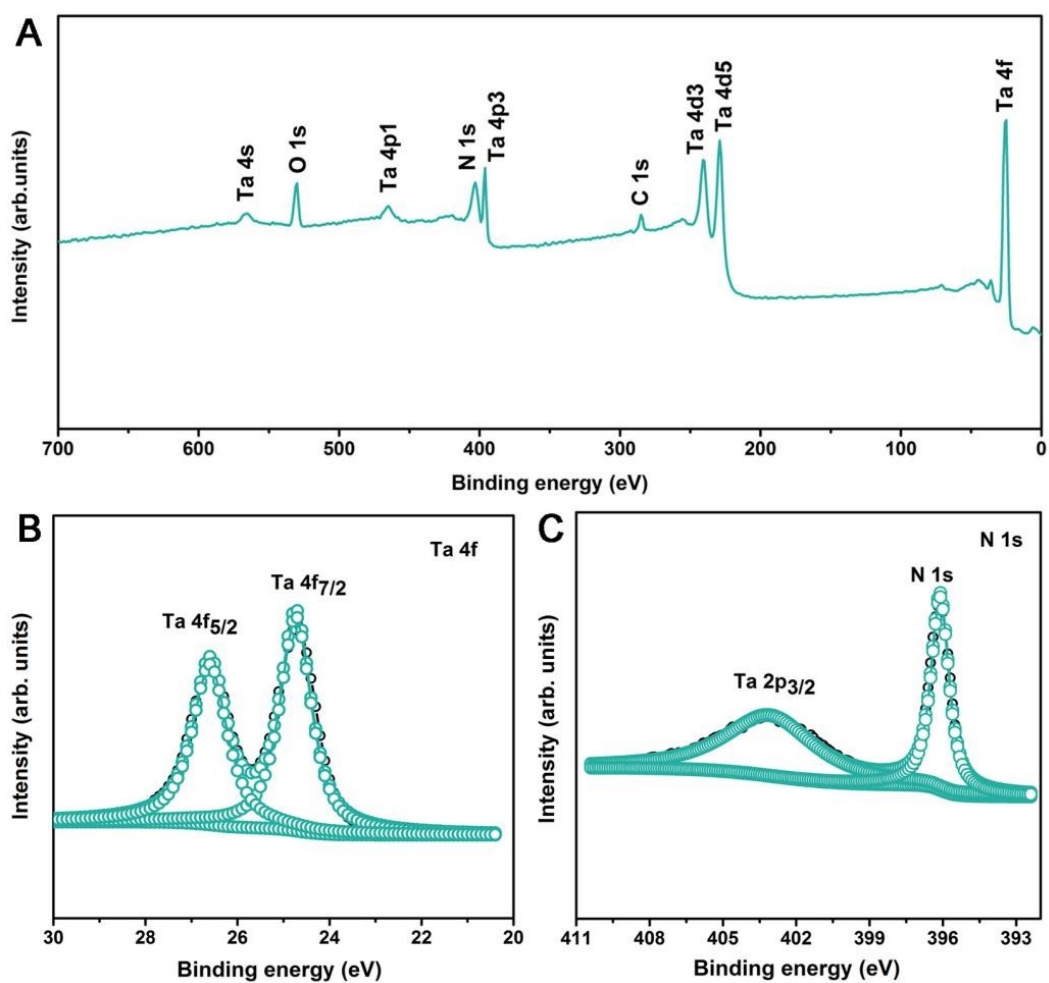 A
Intensity (arb.units)
Ta 4s
O 1s
Ta 4p1
N 1s
Ta 4p3
C 1s
Ta 4d3
Ta 4d5
Ta 4f
700 600 500 400 300 200 100 0
Binding energy (eV)
B
Ta 4f
Ta 4f5/2
Ta 4f7/2
Intensity (arb. units)
30 28 26 24 22 20
Binding energy (eV)
C
N 1s
N 1s
Ta 2p3/2
Intensity (arb. units)
411 408 405 402 399 396 393
Binding energy (eV)